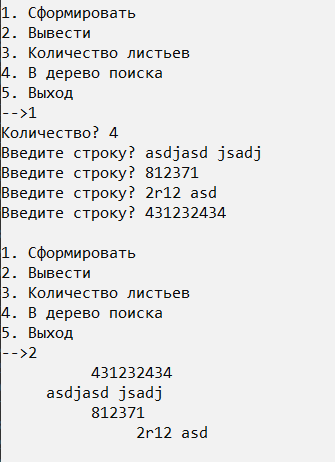 1. Сформировать
2. Вывести
3. Количество листьев
4. В дерево поиска
5. Выход
-->1
Количество? 4
Введите строку? asdjasd jsadj
Введите строку? 812371
Введите строку? 2r12 asd
Введите строку? 431232434
1. Сформировать
2. Вывести
3. Количество листьев
4. В дерево поиска
5. Выход
-->2
431232434
asdjasd jsadj
812371
2r12 asd